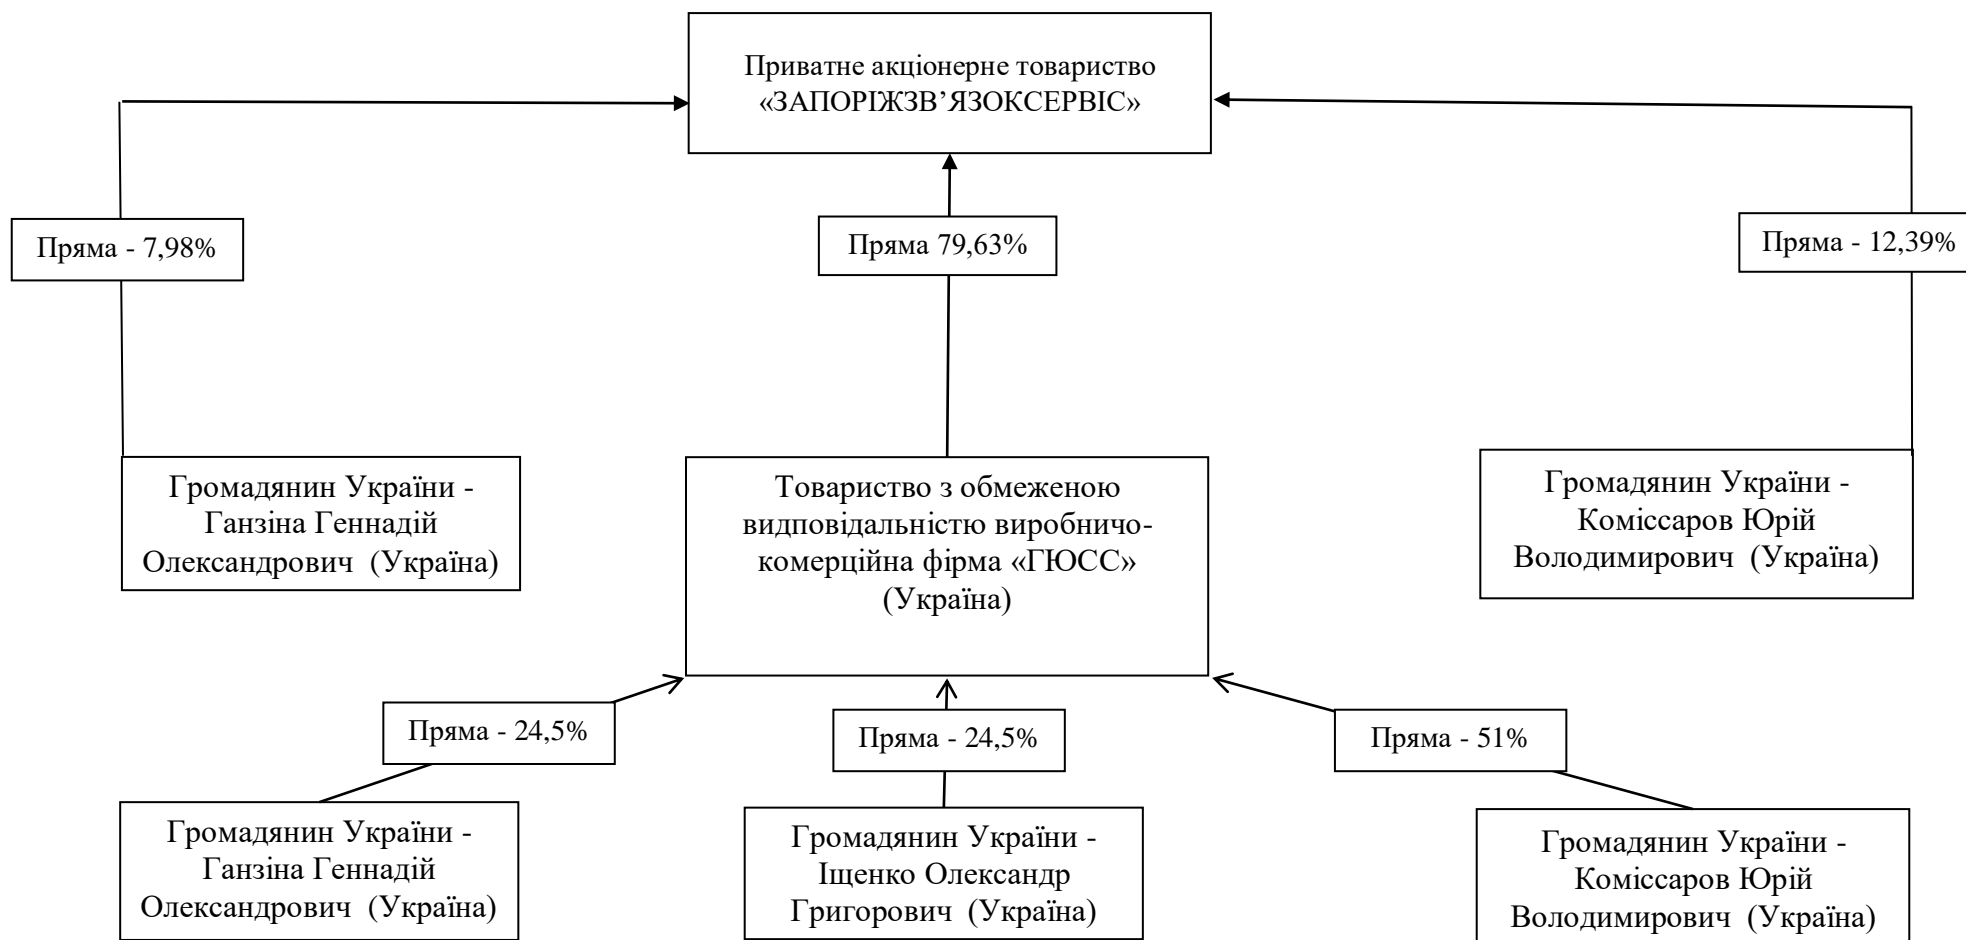 Приватне акціонерне товариство
«ЗАПОРІЖЗВ’ЯЗОКСЕРВІС»
Пряма - 7,98%
Пряма 79,63%
Пряма - 12,39%
Громадянин України -
Ганзіна Геннадій
Олександрович (Україна)
Товариство з обмеженою
видповідальністю виробничо-
комерційна фірма «ГЮСС»
(Україна)
Громадянин України -
Коміссаров Юрій
Володимирович (Україна)
Пряма - 24,5%
Пряма - 24,5%
Пряма - 51%
Громадянин України -
Ганзіна Геннадій
Олександрович (Україна)
Громадянин України -
Іщенко Олександр
Григорович (Україна)
Громадянин України -
Коміссаров Юрій
Володимирович (Україна)